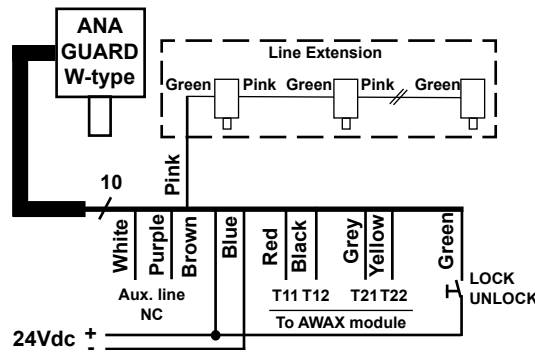 ANA
GUARD
W-type
Line Extension
Green Pink Green Pink Green
10
Pink
White
Purple
Brown
Blue
Red
Black
Grey
Yellow
Green
Aux. line
NC
T11 T12 T21 T22
To AWAX module
LOCK
UNLOCK
24Vdc +
-